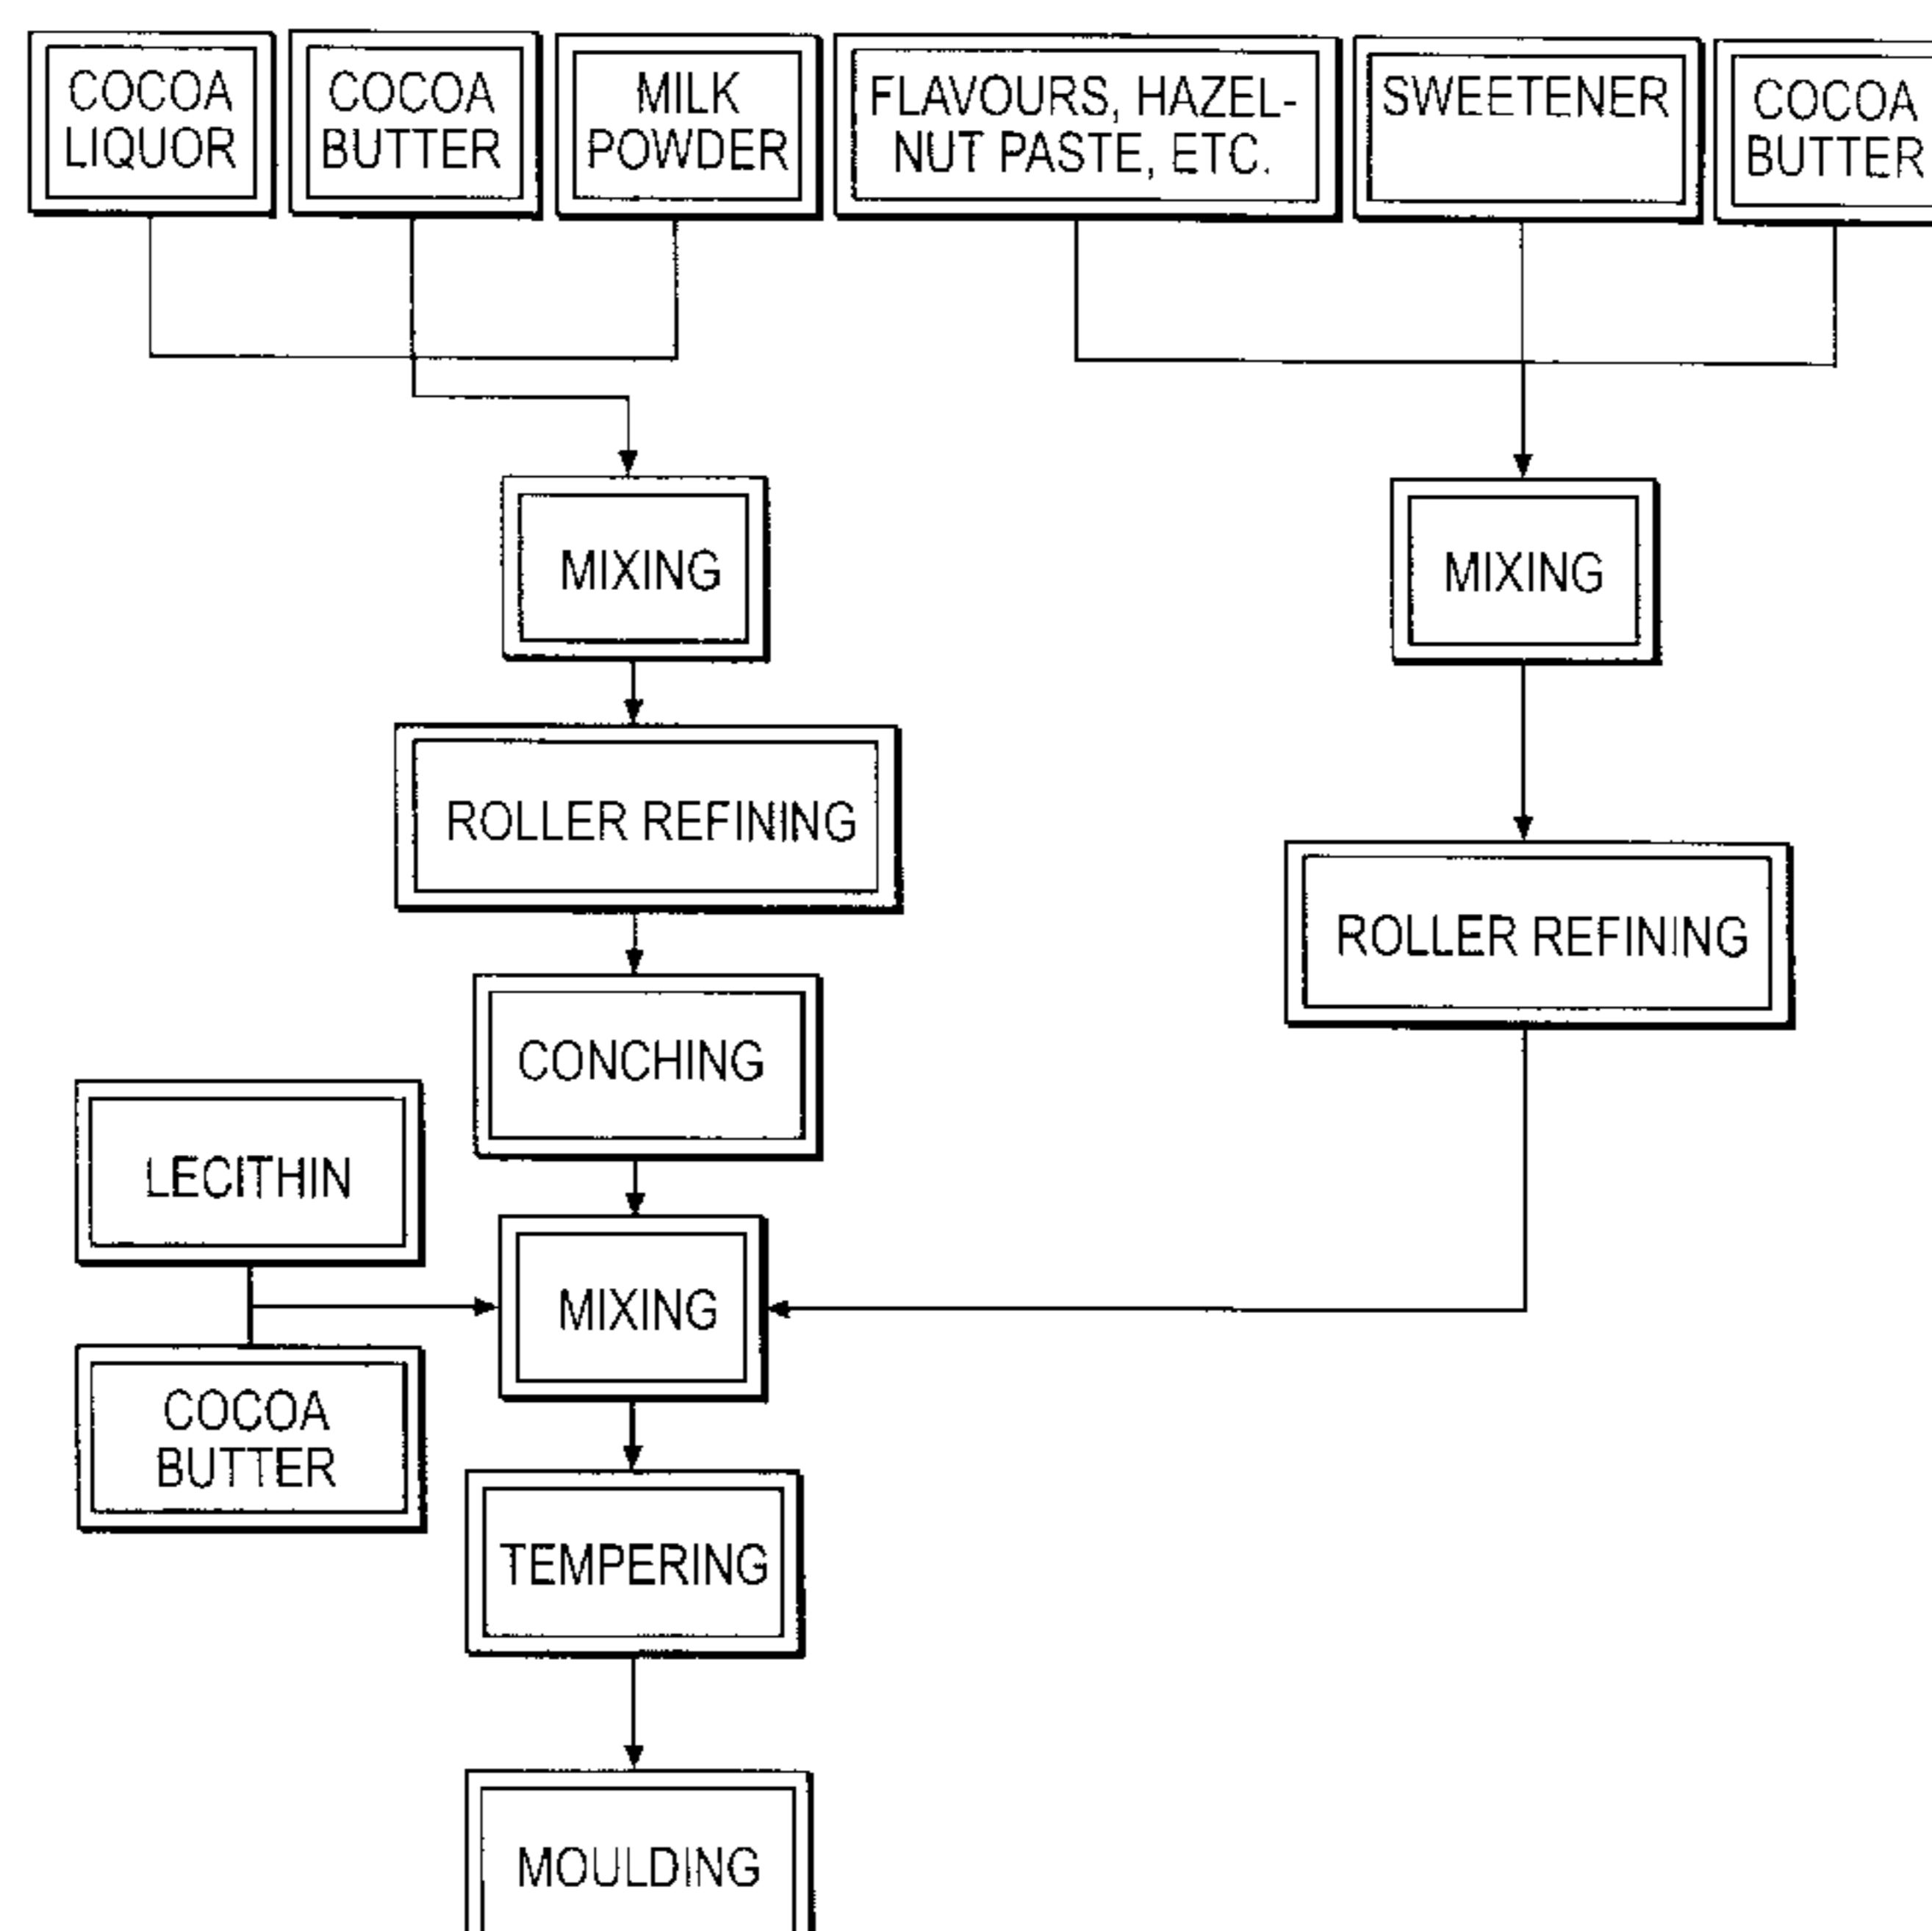 COCOA
LIQUOR
COCOA
BUTTER
MILK
POWDER
FLAVOURS, HAZEL-
NUT PASTE, ETC.
SWEETENER
COCOA
BUTTER
MIXING
MIXING
ROLLER REFINING
ROLLER REFINING
CONCHING
LECITHIN
MIXING
COCOA
BUTTER
TEMPERING
MOULDING